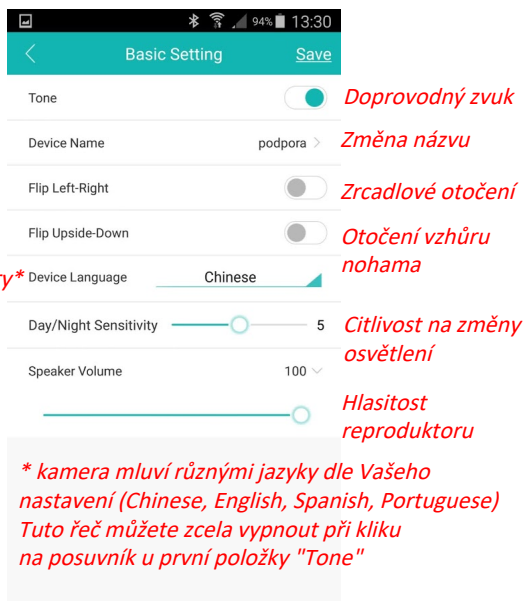 94% 13:30
Basic Setting Save
Tone Doprovodný zvuk
Device Name podpora Změna názvu
Flip Left-Right Zrcadlové otočení
Flip Upside-Down Otočení vzhůru
nohama
y* Device Language Chinese
Day/Night Sensitivity 5 Citlivost na změny
osvětlení
Speaker Volume 100
Hlasitost
reproduktoru
* kamera mluví různými jazyky dle Vašeho
nastavení (Chinese, English, Spanish, Portuguese)
Tuto řeč můžete zcela vypnout při kliku
na posuvník u první položky "Tone"